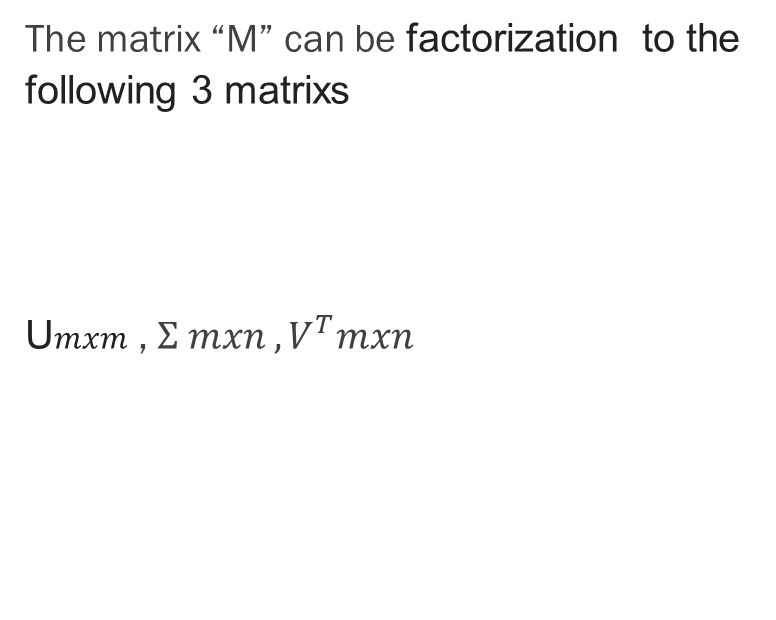 The matrix “M” can be factorization to the
following 3 matrixs
Umxm , Σ mxn ,V^T mxn